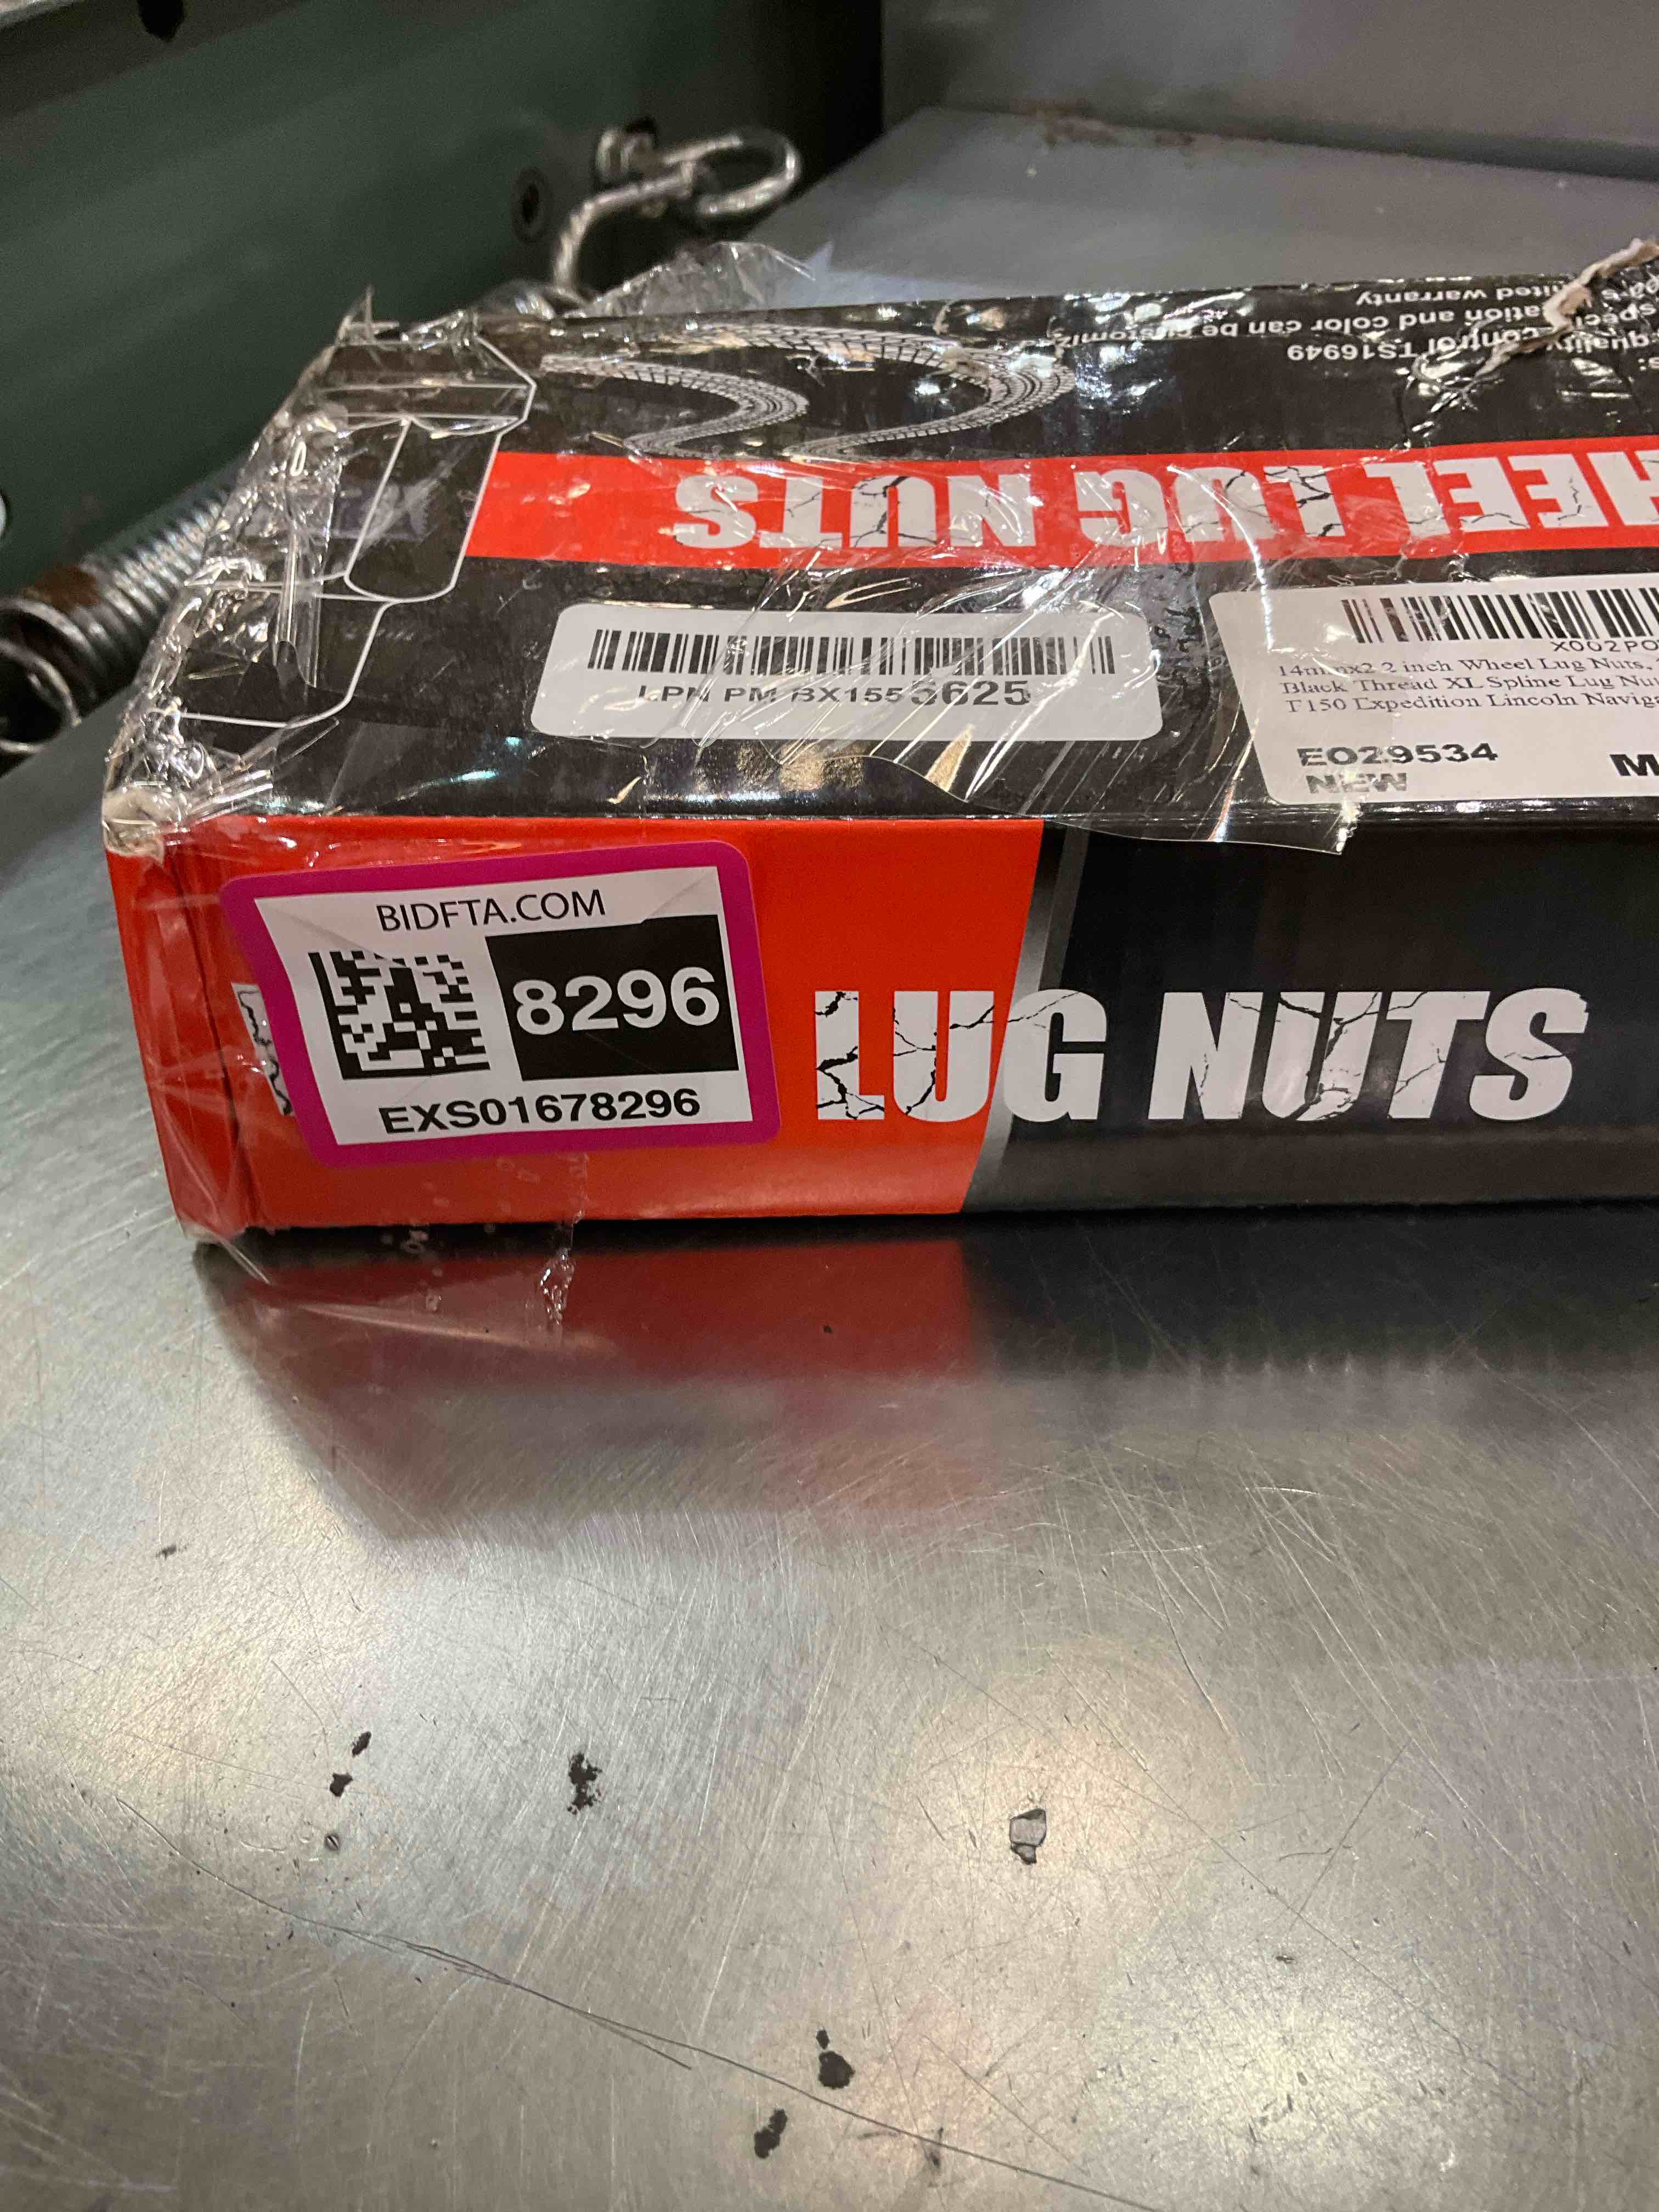 limited warranty
ation and color can be customiz
quality control TS16949
HEEL LUG NUTS
LPN PM BX1555625
X002PO
14mmx2 2 inch Wheel Lug Nuts,
Black Thread XL Spline Lug Nut
T150 Expedition Lincoln Naviga
EO29534
NEW
M
BIDFTA.COM
8296
EXS01678296
LUG NUTS